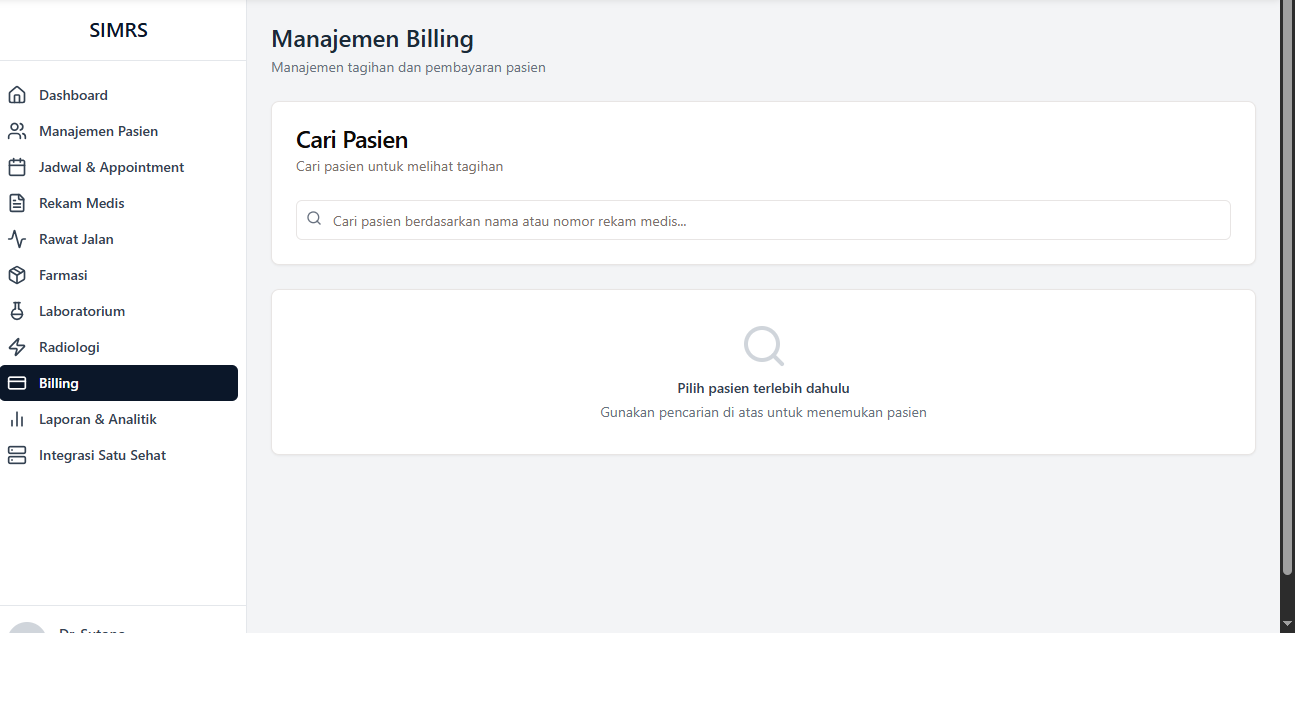 SIMRS
Dashboard
Manajemen Pasien
Jadwal & Appointment
Rekam Medis
Rawat Jalan
Farmasi
Laboratorium
Radiologi
Billing
Laporan & Analitik
Integrasi Satu Sehat
Manajemen Billing
Manajemen tagihan dan pembayaran pasien
Cari Pasien
Cari pasien untuk melihat tagihan
Cari pasien berdasarkan nama atau nomor rekam medis...
Pilih pasien terlebih dahulu
Gunakan pencarian di atas untuk menemukan pasien